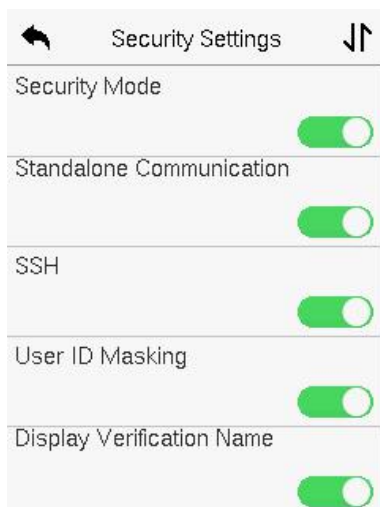 Security Settings
Security Mode
Standalone Communication
SSH
User ID Masking
Display Verification Name